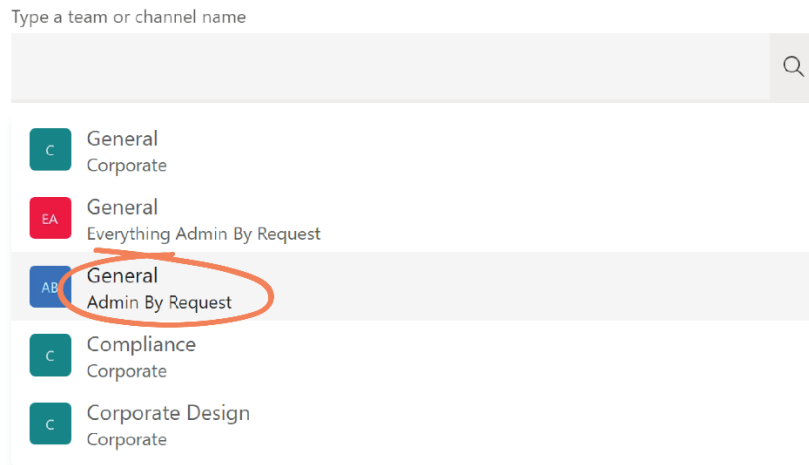 Type a team or channel name
C
General
Corporate
EA
General
Everything Admin By Request
AB
General
Admin By Request
C
Compliance
Corporate
C
Corporate Design
Corporate